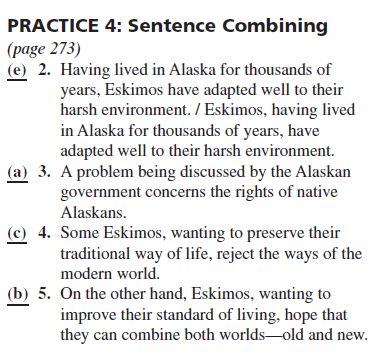 PRACTICE 4: Sentence Combining
(page 273)
(e) 2. Having lived in Alaska for thousands of
years, Eskimos have adapted well to their
harsh environment. / Eskimos, having lived
in Alaska for thousands of years, have
adapted well to their harsh environment.
(a) 3. A problem being discussed by the Alaskan
government concerns the rights of native
Alaskans.
(c) 4. Some Eskimos, wanting to preserve their
traditional way of life, reject the ways of the
modern world.
(b) 5. On the other hand, Eskimos, wanting to
improve their standard of living, hope that
they can combine both worlds—old and new.